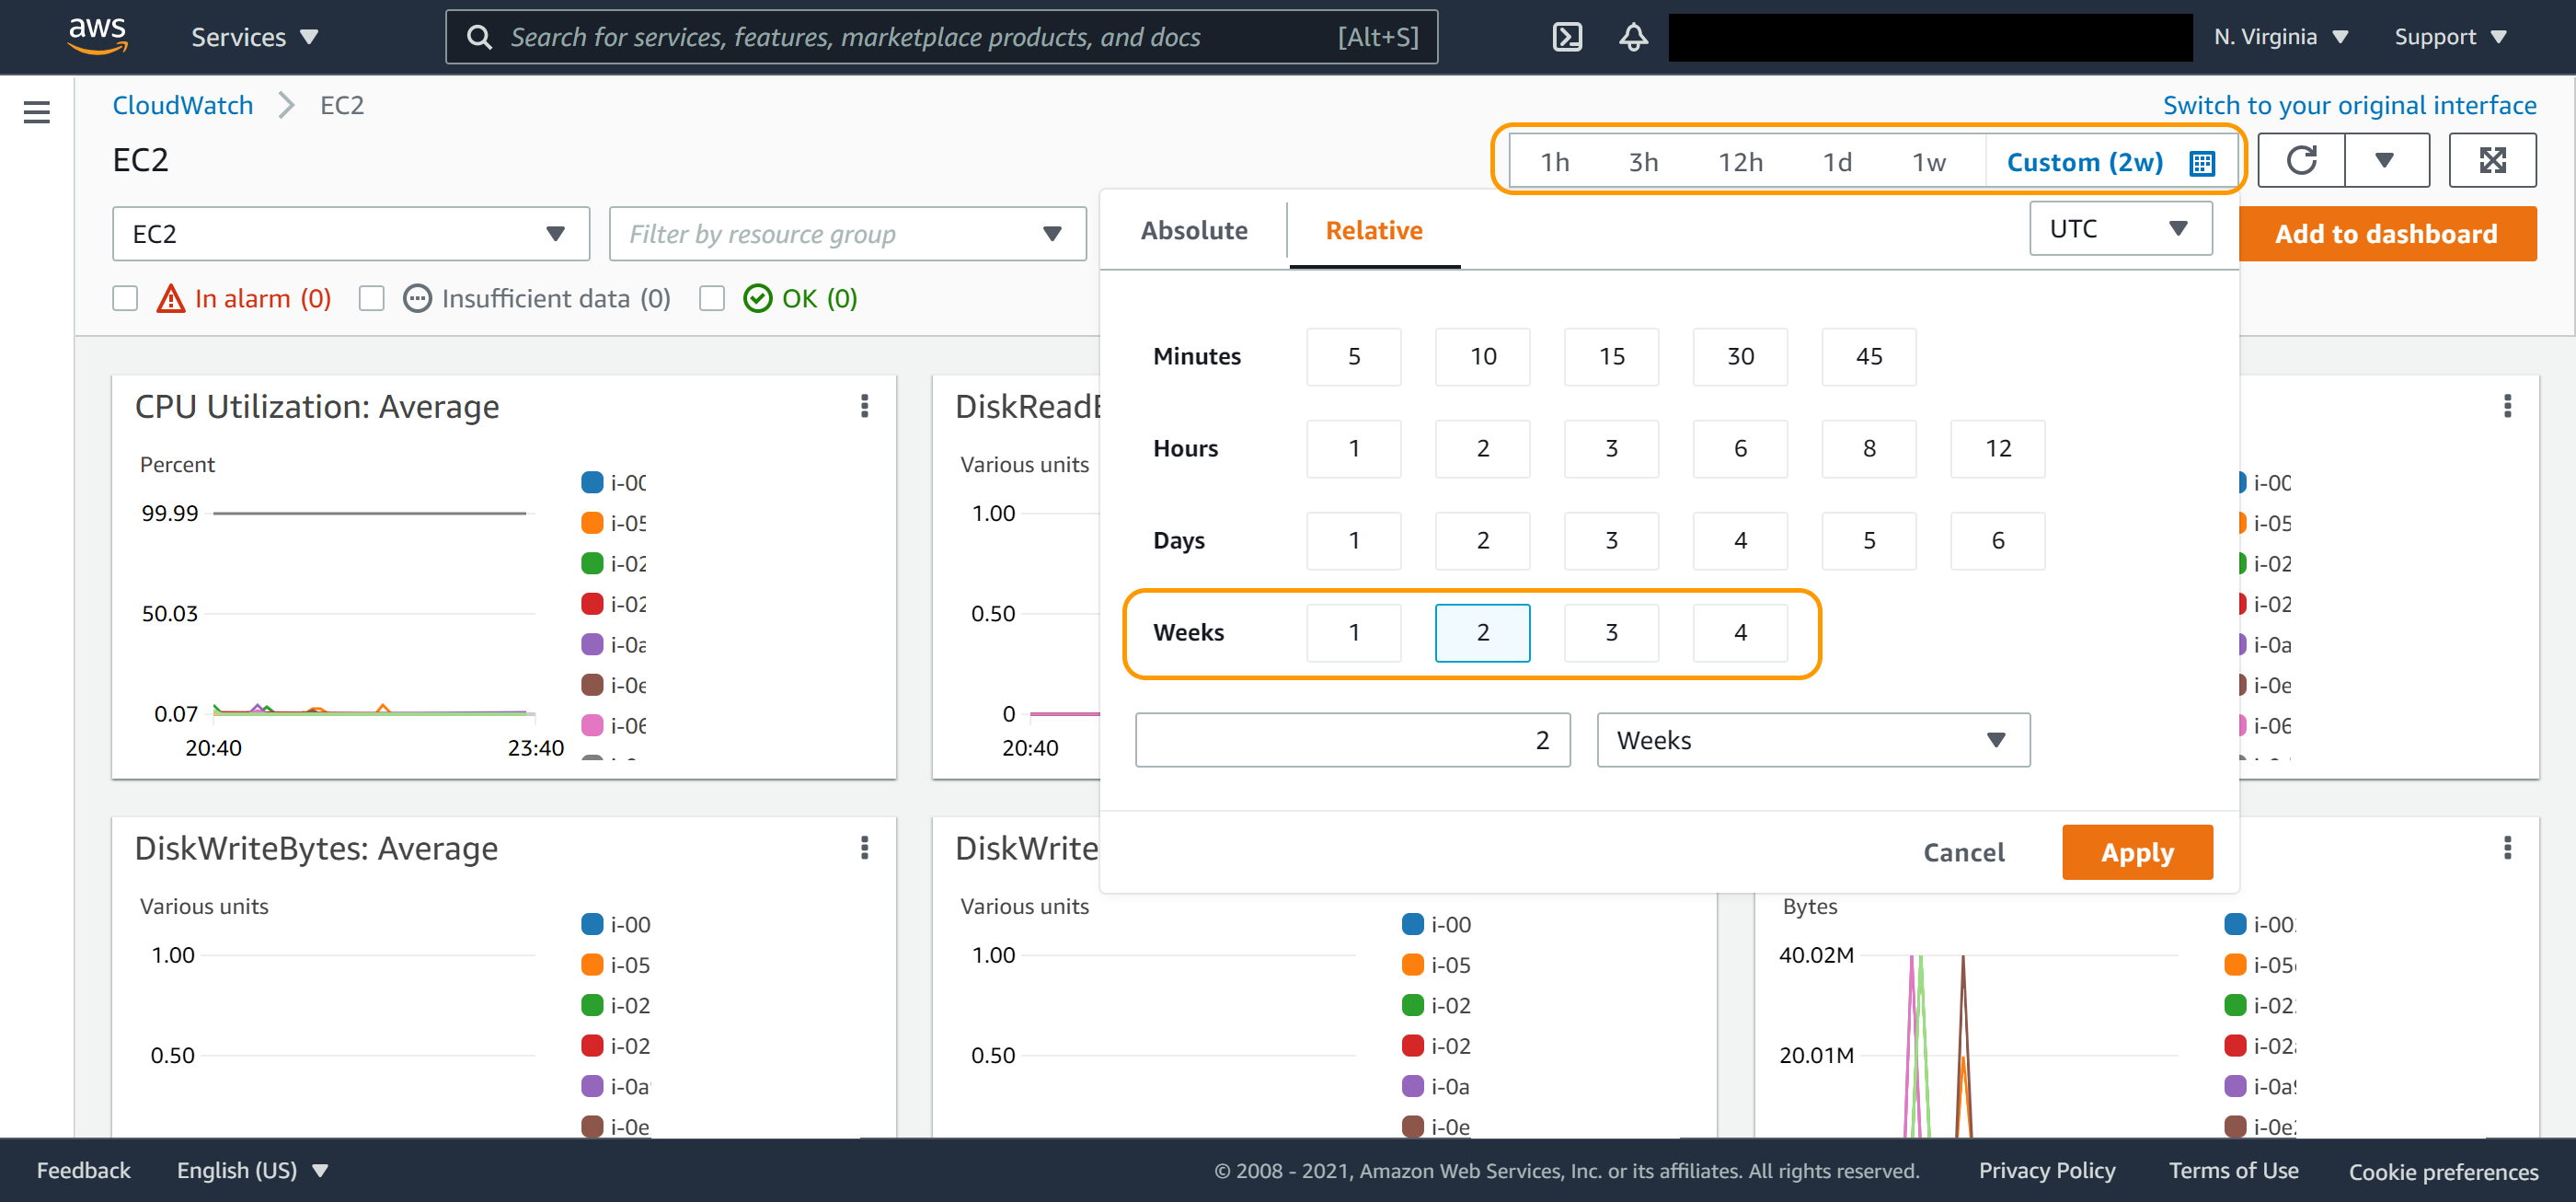 aws Services Search for services, features, marketplace products, and docs [Alt+S] N. Virginia Support
CloudWatch EC2 Switch to your original interface
EC2
1h 3h 12h 1d 1w Custom (2w)
EC2 Filter by resource group Add to dashboard
In alarm (0) Insufficient data (0) OK (0)
Absolute Relative UTC
Minutes 5 10 15 30 45
Hours 1 2 3 6 8 12
Days 1 2 3 4 5 6
Weeks 1 2 3 4
2 Weeks
Cancel Apply
CPU Utilization: Average
Percent
99.99
50.03
0.07
20:40 23:40
i-00
i-05
i-02
i-02
i-0a
i-0e
i-06
DiskReadB
Various units
1.00
0.50
0
20:40
i-00
i-05
i-02
i-02
i-0a
i-0e
i-06
DiskWriteBytes: Average
Various units
1.00
0.50
i-00
i-05
i-02
i-02
i-0a
i-0e
DiskWrite
Various units
1.00
0.50
i-00
i-05
i-02
i-02
i-0a
i-0e
Bytes
40.02M
20.01M
i-00
i-05
i-02
i-02
i-0a
i-0e
Feedback English (US) © 2008 - 2021, Amazon Web Services, Inc. or its affiliates. All rights reserved. Privacy Policy Terms of Use Cookie preferences